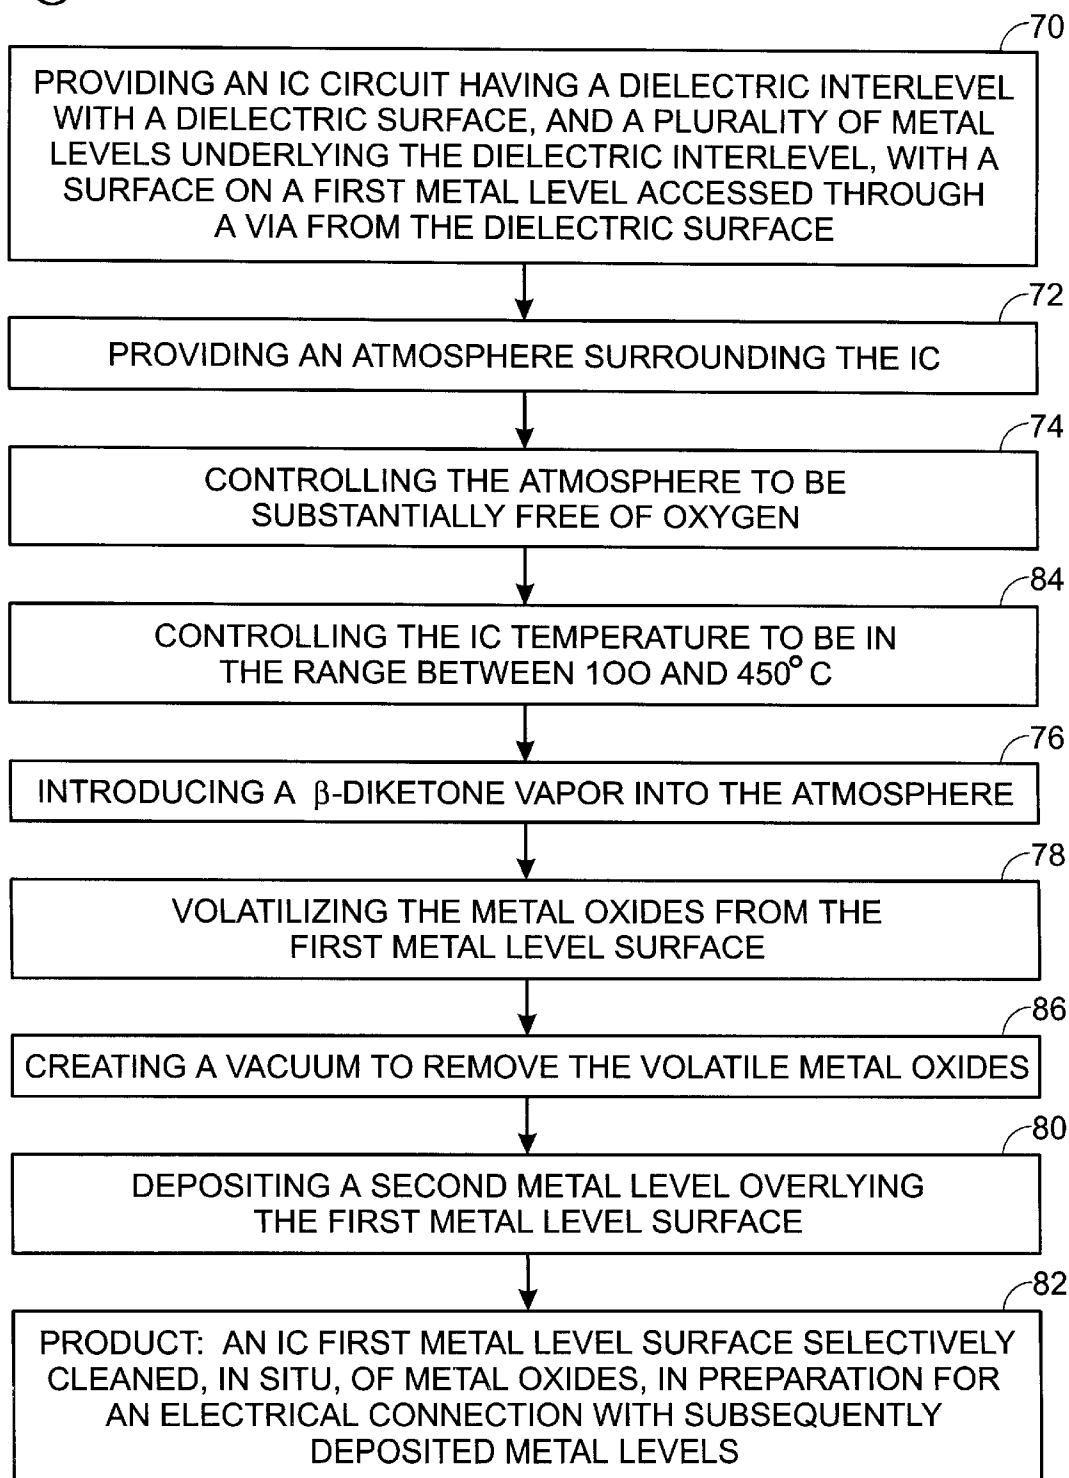 70
PROVIDING AN IC CIRCUIT HAVING A DIELECTRIC INTERLEVEL
WITH A DIELECTRIC SURFACE, AND A PLURALITY OF METAL
LEVELS UNDERLYING THE DIELECTRIC INTERLEVEL, WITH A
SURFACE ON A FIRST METAL LEVEL ACCESSED THROUGH
A VIA FROM THE DIELECTRIC SURFACE
72
PROVIDING AN ATMOSPHERE SURROUNDING THE IC
74
CONTROLLING THE ATMOSPHERE TO BE
SUBSTANTIALLY FREE OF OXYGEN
84
CONTROLLING THE IC TEMPERATURE TO BE IN
THE RANGE BETWEEN 100 AND 450° C
76
INTRODUCING A β-DIKETONE VAPOR INTO THE ATMOSPHERE
78
VOLATILIZING THE METAL OXIDES FROM THE
FIRST METAL LEVEL SURFACE
86
CREATING A VACUUM TO REMOVE THE VOLATILE METAL OXIDES
80
DEPOSITING A SECOND METAL LEVEL OVERLYING
THE FIRST METAL LEVEL SURFACE
82
PRODUCT: AN IC FIRST METAL LEVEL SURFACE SELECTIVELY
CLEANED, IN SITU, OF METAL OXIDES, IN PREPARATION FOR
AN ELECTRICAL CONNECTION WITH SUBSEQUENTLY
DEPOSITED METAL LEVELS